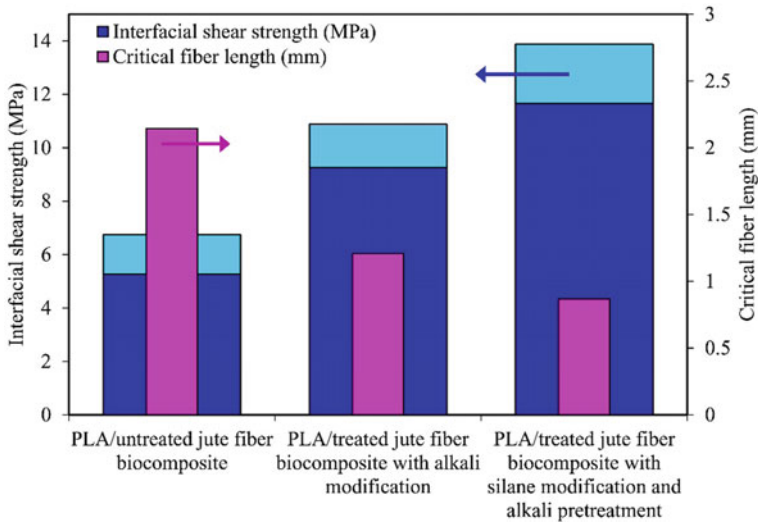 Interfacial shear strength (MPa)
Critical fiber length (mm)
Interfacial shear strength (MPa)
14
12
10
8
6
4
2
0
3
2.5
2
1.5
1
0.5
0
Critical fiber length (mm)
PLA/untreated jute fiber
biocomposite
PLA/treated jute fiber
biocomposite with alkali
modification
PLA/treated jute fiber
biocomposite with
silane modification and
alkali pretreatment